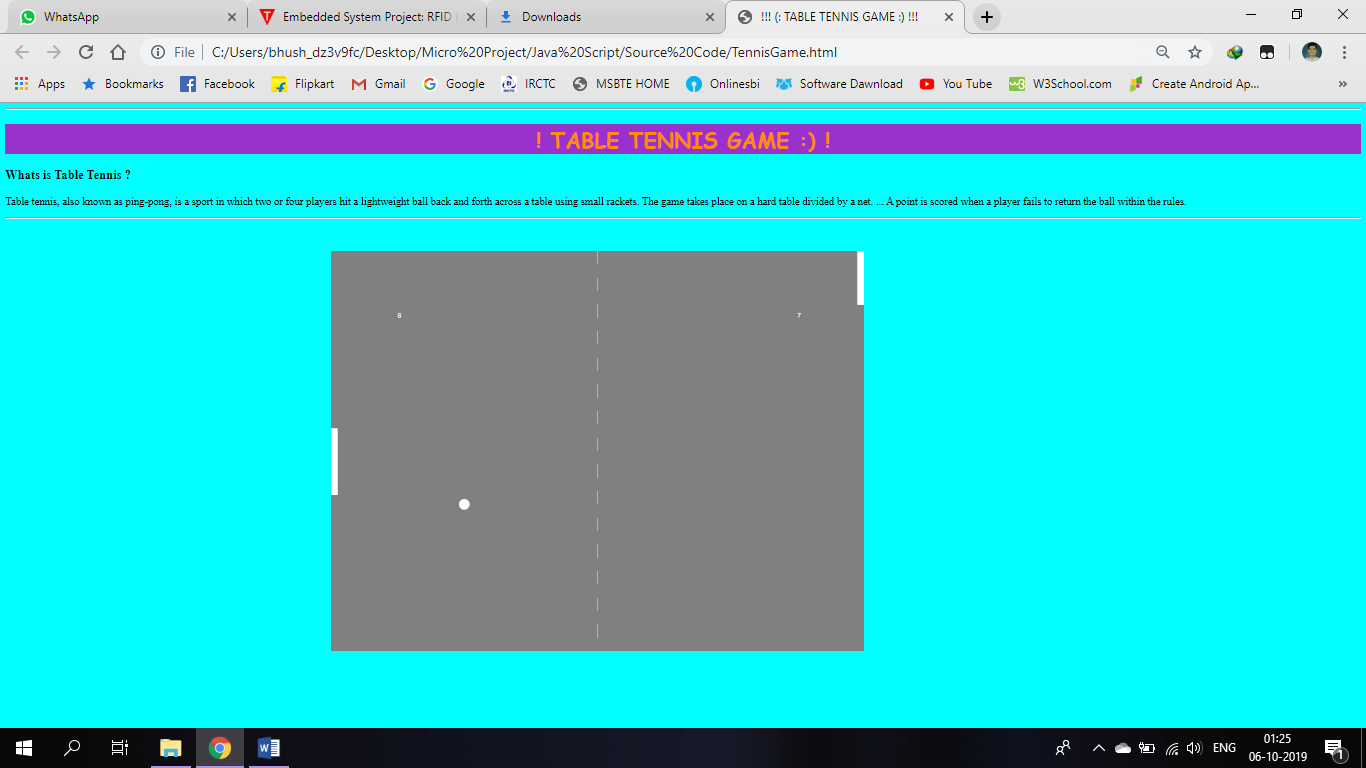 WhatsApp
Embedded System Project: RFID
Downloads
!!! (: TABLE TENNIS GAME :) !!!
File
C:/Users/bhush_dz3v9fc/Desktop/Micro%20Project/Java%20Script/Source%20Code/TennisGame.html
Apps
Bookmarks
Facebook
Flipkart
Gmail
Google
IRCTC
MSBTE HOME
Onlinesbi
Software Dawnload
You Tube
W3School.com
Create Android Ap...
! TABLE TENNIS GAME :) !
Whats is Table Tennis ?
Table tennis, also known as ping-pong, is a sport in which two or four players hit a lightweight ball back and forth across a table using small rackets. The game takes place on a hard table divided by a net. ... A point is scored when a player fails to return the ball within the rules.
8
7
ENG
01:25
06-10-2019
1